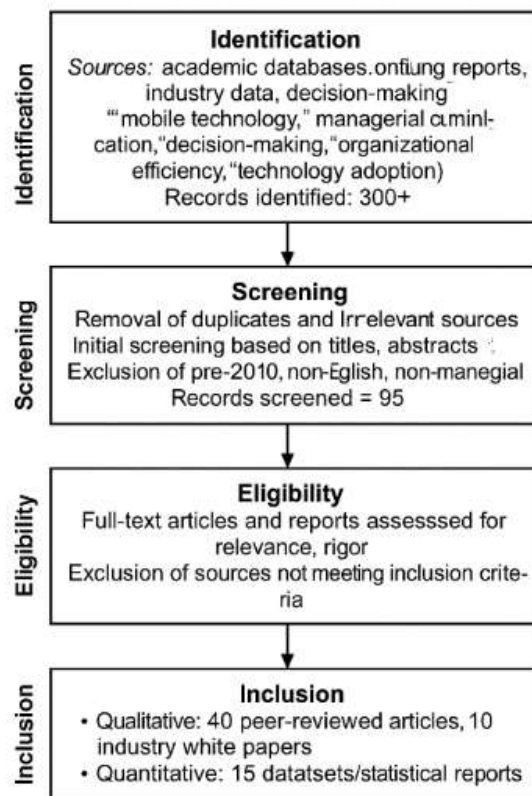 Identification
Identification
Sources: academic databases.ontiung reports,
industry data, decision-making
“‘mobile technology,” managerial
cation,“decision-making,“organizational
efficiency,“technology adoption)
Records identified: 300+
Screening
Screening
Removal of duplicates and Irrelevant sources
Initial screening based on titles, abstracts
Exclusion of pre-2010, non-Eglish, non-manegial
Records screened = 95
Eligibility
Eligibility
Full-text articles and reports assesssed for
relevance, rigor
Exclusion of sources not meeting inclusion crite-
ria
Inclusion
Inclusion
• Qualitative: 40 peer-reviewed articles, 10
industry white papers
• Quantitative: 15 datatsets/statistical reports